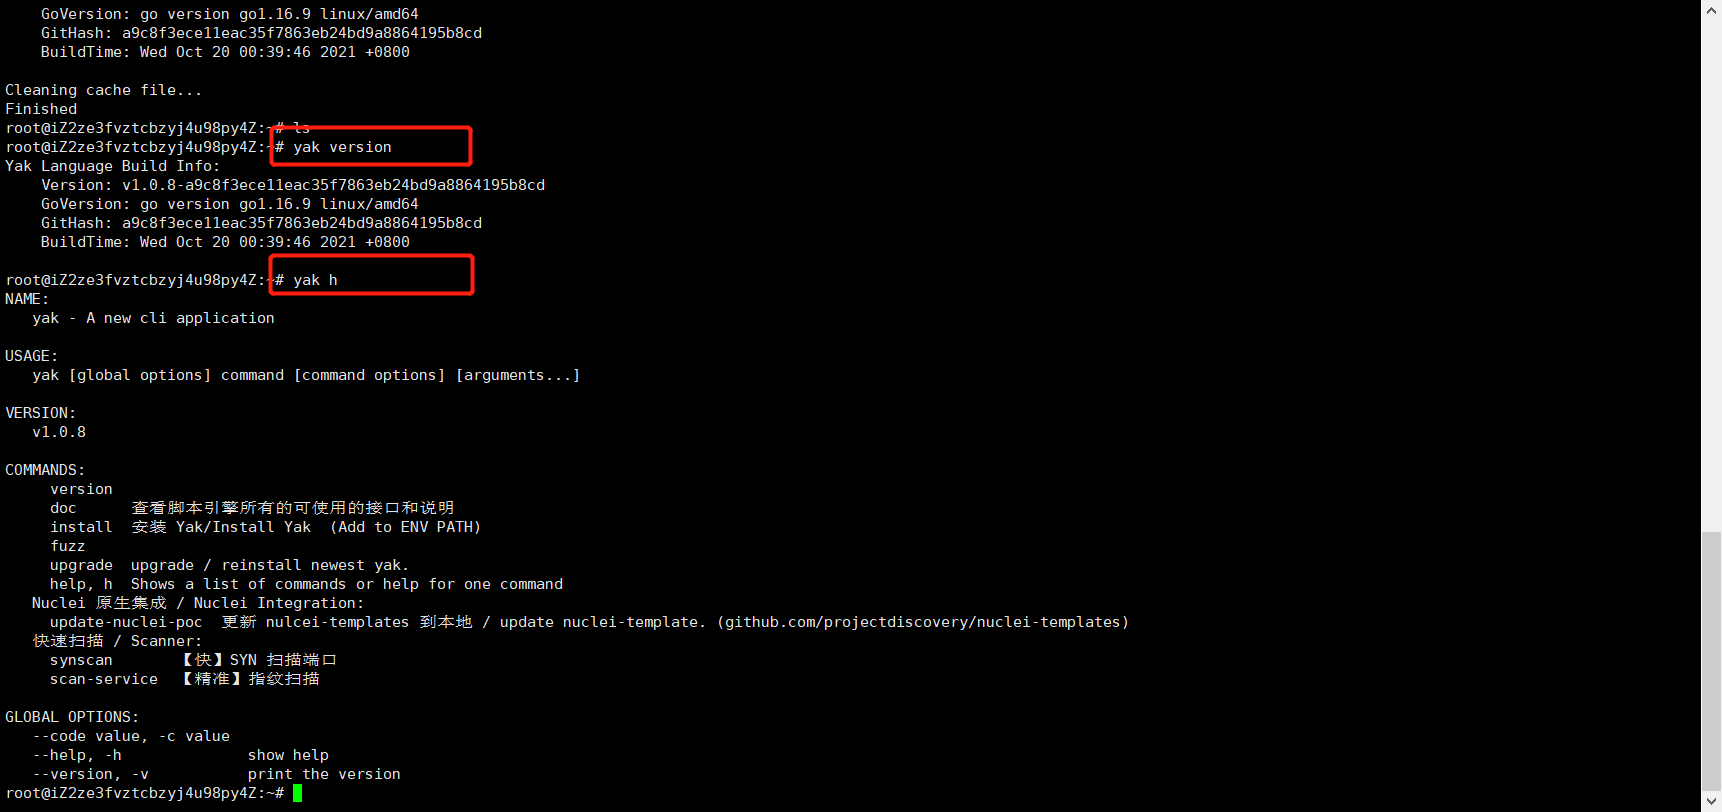 GoVersion: go version go1.16.9 linux/amd64
GitHash: a9c8f3ece11eac35f7863eb24bd9a8864195b8cd
BuildTime: Wed Oct 20 00:39:46 2021 +0800
Cleaning cache file...
Finished
root@iZ2ze3fvztcbzyj4u98py4Z:~# ls
root@iZ2ze3fvztcbzyj4u98py4Z:~# yak version
Yak Language Build Info:
Version: v1.0.8-a9c8f3ece11eac35f7863eb24bd9a8864195b8cd
GoVersion: go version go1.16.9 linux/amd64
GitHash: a9c8f3ece11eac35f7863eb24bd9a8864195b8cd
BuildTime: Wed Oct 20 00:39:46 2021 +0800
root@iZ2ze3fvztcbzyj4u98py4Z:~# yak h
NAME:
yak - A new cli application
USAGE:
yak [global options] command [command options] [arguments...]
VERSION:
v1.0.8
COMMANDS:
version
doc 查看脚本引擎所有的可使用的接口和说明
install 安装 Yak/Install Yak (Add to ENV PATH)
fuzz
upgrade upgrade / reinstall newest yak.
help, h Shows a list of commands or help for one command
Nuclei 原生集成 / Nuclei Integration:
update-nuclei-poc 更新 nulcei-templates 到本地 / update nuclei-template. (github.com/projectdiscovery/nuclei-templates)
快速扫描 / Scanner:
synscan 【快】SYN 扫描端口
scan-service 【精准】指纹扫描
GLOBAL OPTIONS:
--code value, -c value
--help, -h show help
--version, -v print the version
root@iZ2ze3fvztcbzyj4u98py4Z:~#